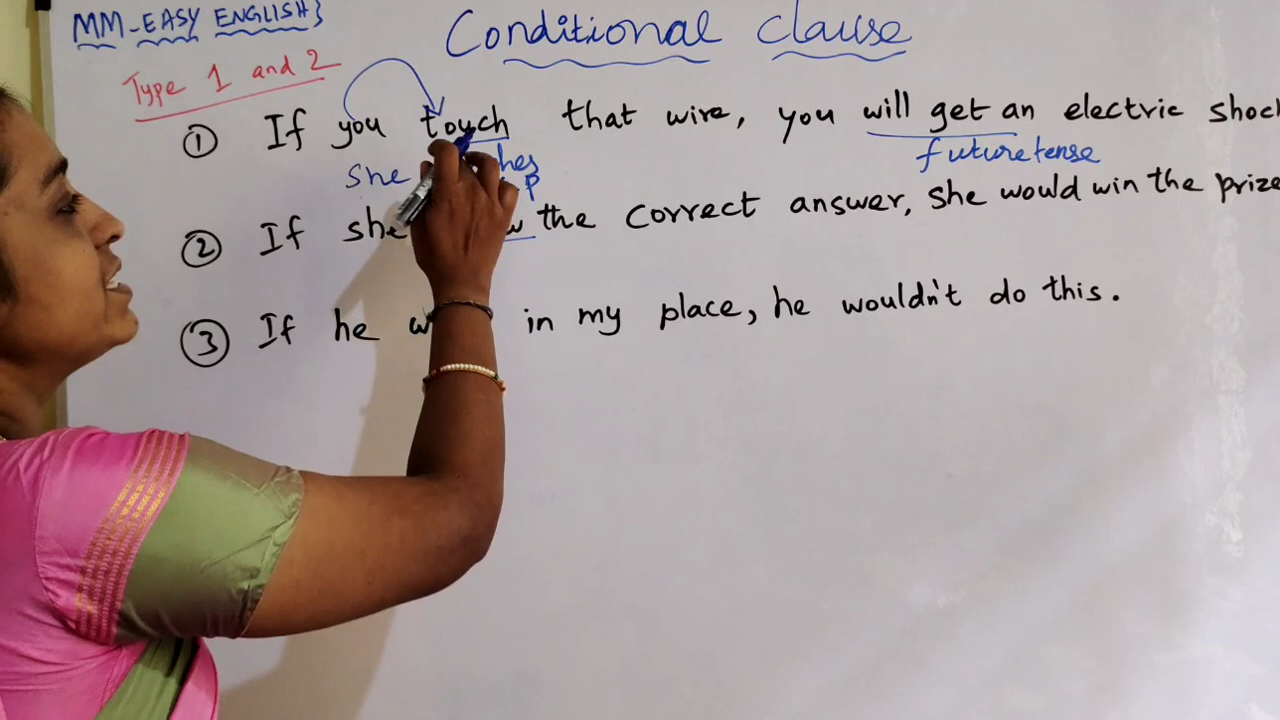 MM-EASY ENGLISH}
Conditional clause
Type 1 and 2
① If you touch that wire, you will get an electric shock
future tense
she
② If she the correct answer, she would win the prize
③ If he in my place, he wouldn't do this.